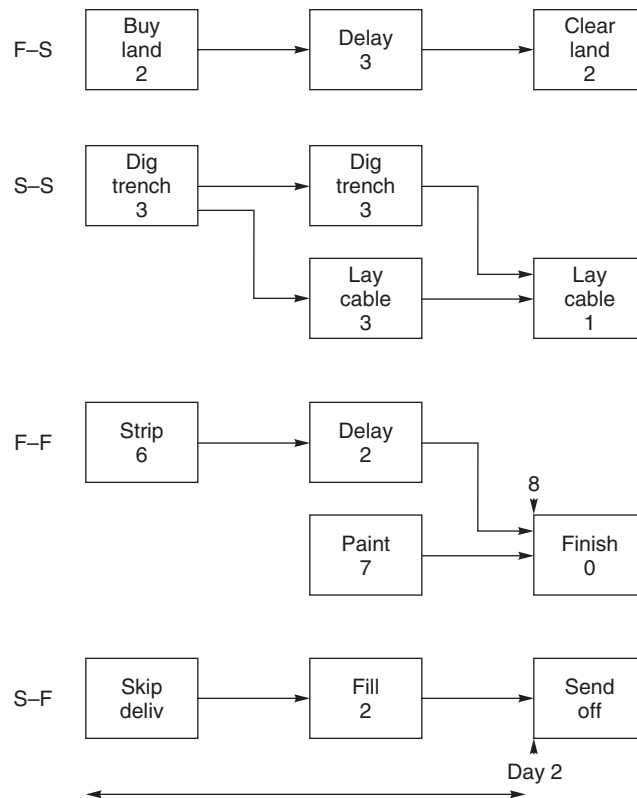 F–S
Buy
land
2
Delay
3
Clear
land
2
S–S
Dig
trench
3
Dig
trench
3
Lay
cable
3
Lay
cable
1
F–F
Strip
6
Delay
2
8
Paint
7
Finish
0
S–F
Skip
deliv
Fill
2
Send
off
Day 2